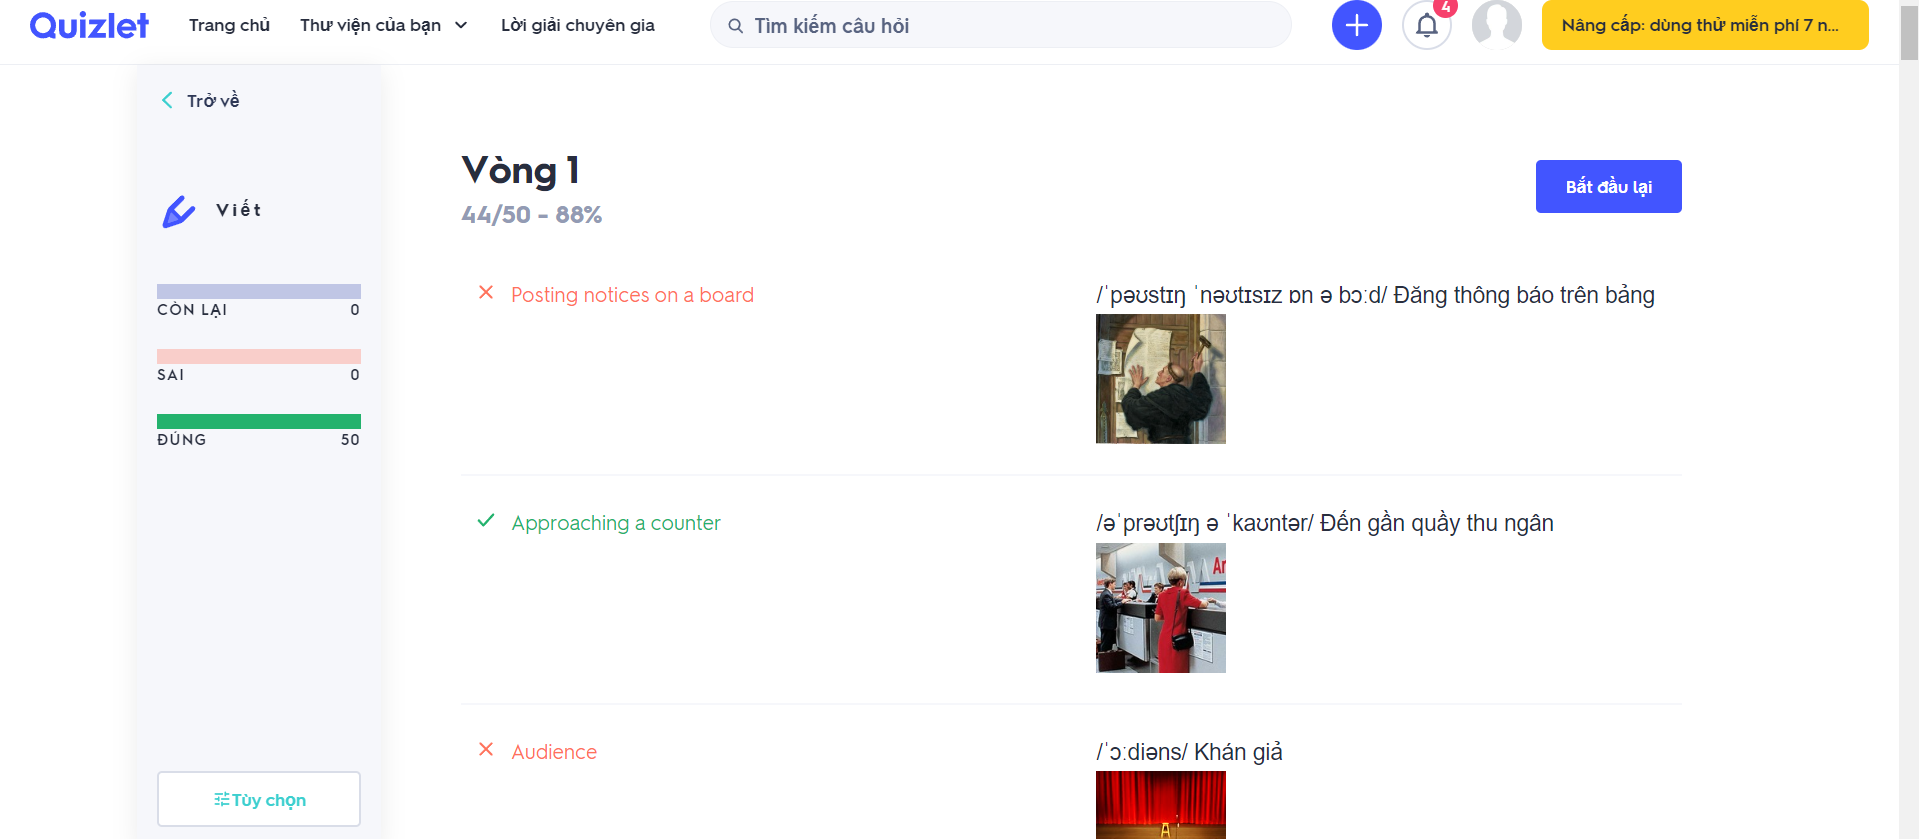 Quizlet
Trang chủ
Thư viện của bạn
Lời giải chuyên gia
Tìm kiếm câu hỏi
4
Nâng cấp: dùng thử miễn phí 7 n...
Trở về
Viết
CÒN LẠI 0
SAI 0
ĐÚNG 50
Tùy chọn
Vòng 1
44/50 - 88%
Bắt đầu lại
Posting notices on a board
/ˈpəʊstɪŋ ˈnəʊtɪsɪz ɒn ə bɔːd/ Đăng thông báo trên bảng
Approaching a counter
/əˈprəʊtʃɪŋ ə ˈkaʊntər/ Đến gần quầy thu ngân
Ar
Audience
/ˈɔːdiəns/ Khán giả